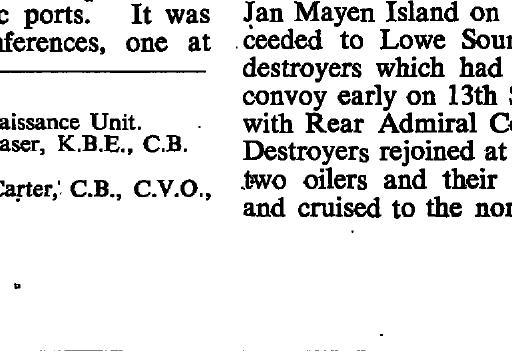 c ports. It was
nferences, one at
aissance Unit.
aser, K.B.E., C.B.
Carter, C.B., C.V.O.,
Jan Mayen Island on
ceeded to Lowe Soun
destroyers which had
convoy early on 13th
with Rear Admiral
Destroyers rejoined at
two oilers and their
and cruised to the nor